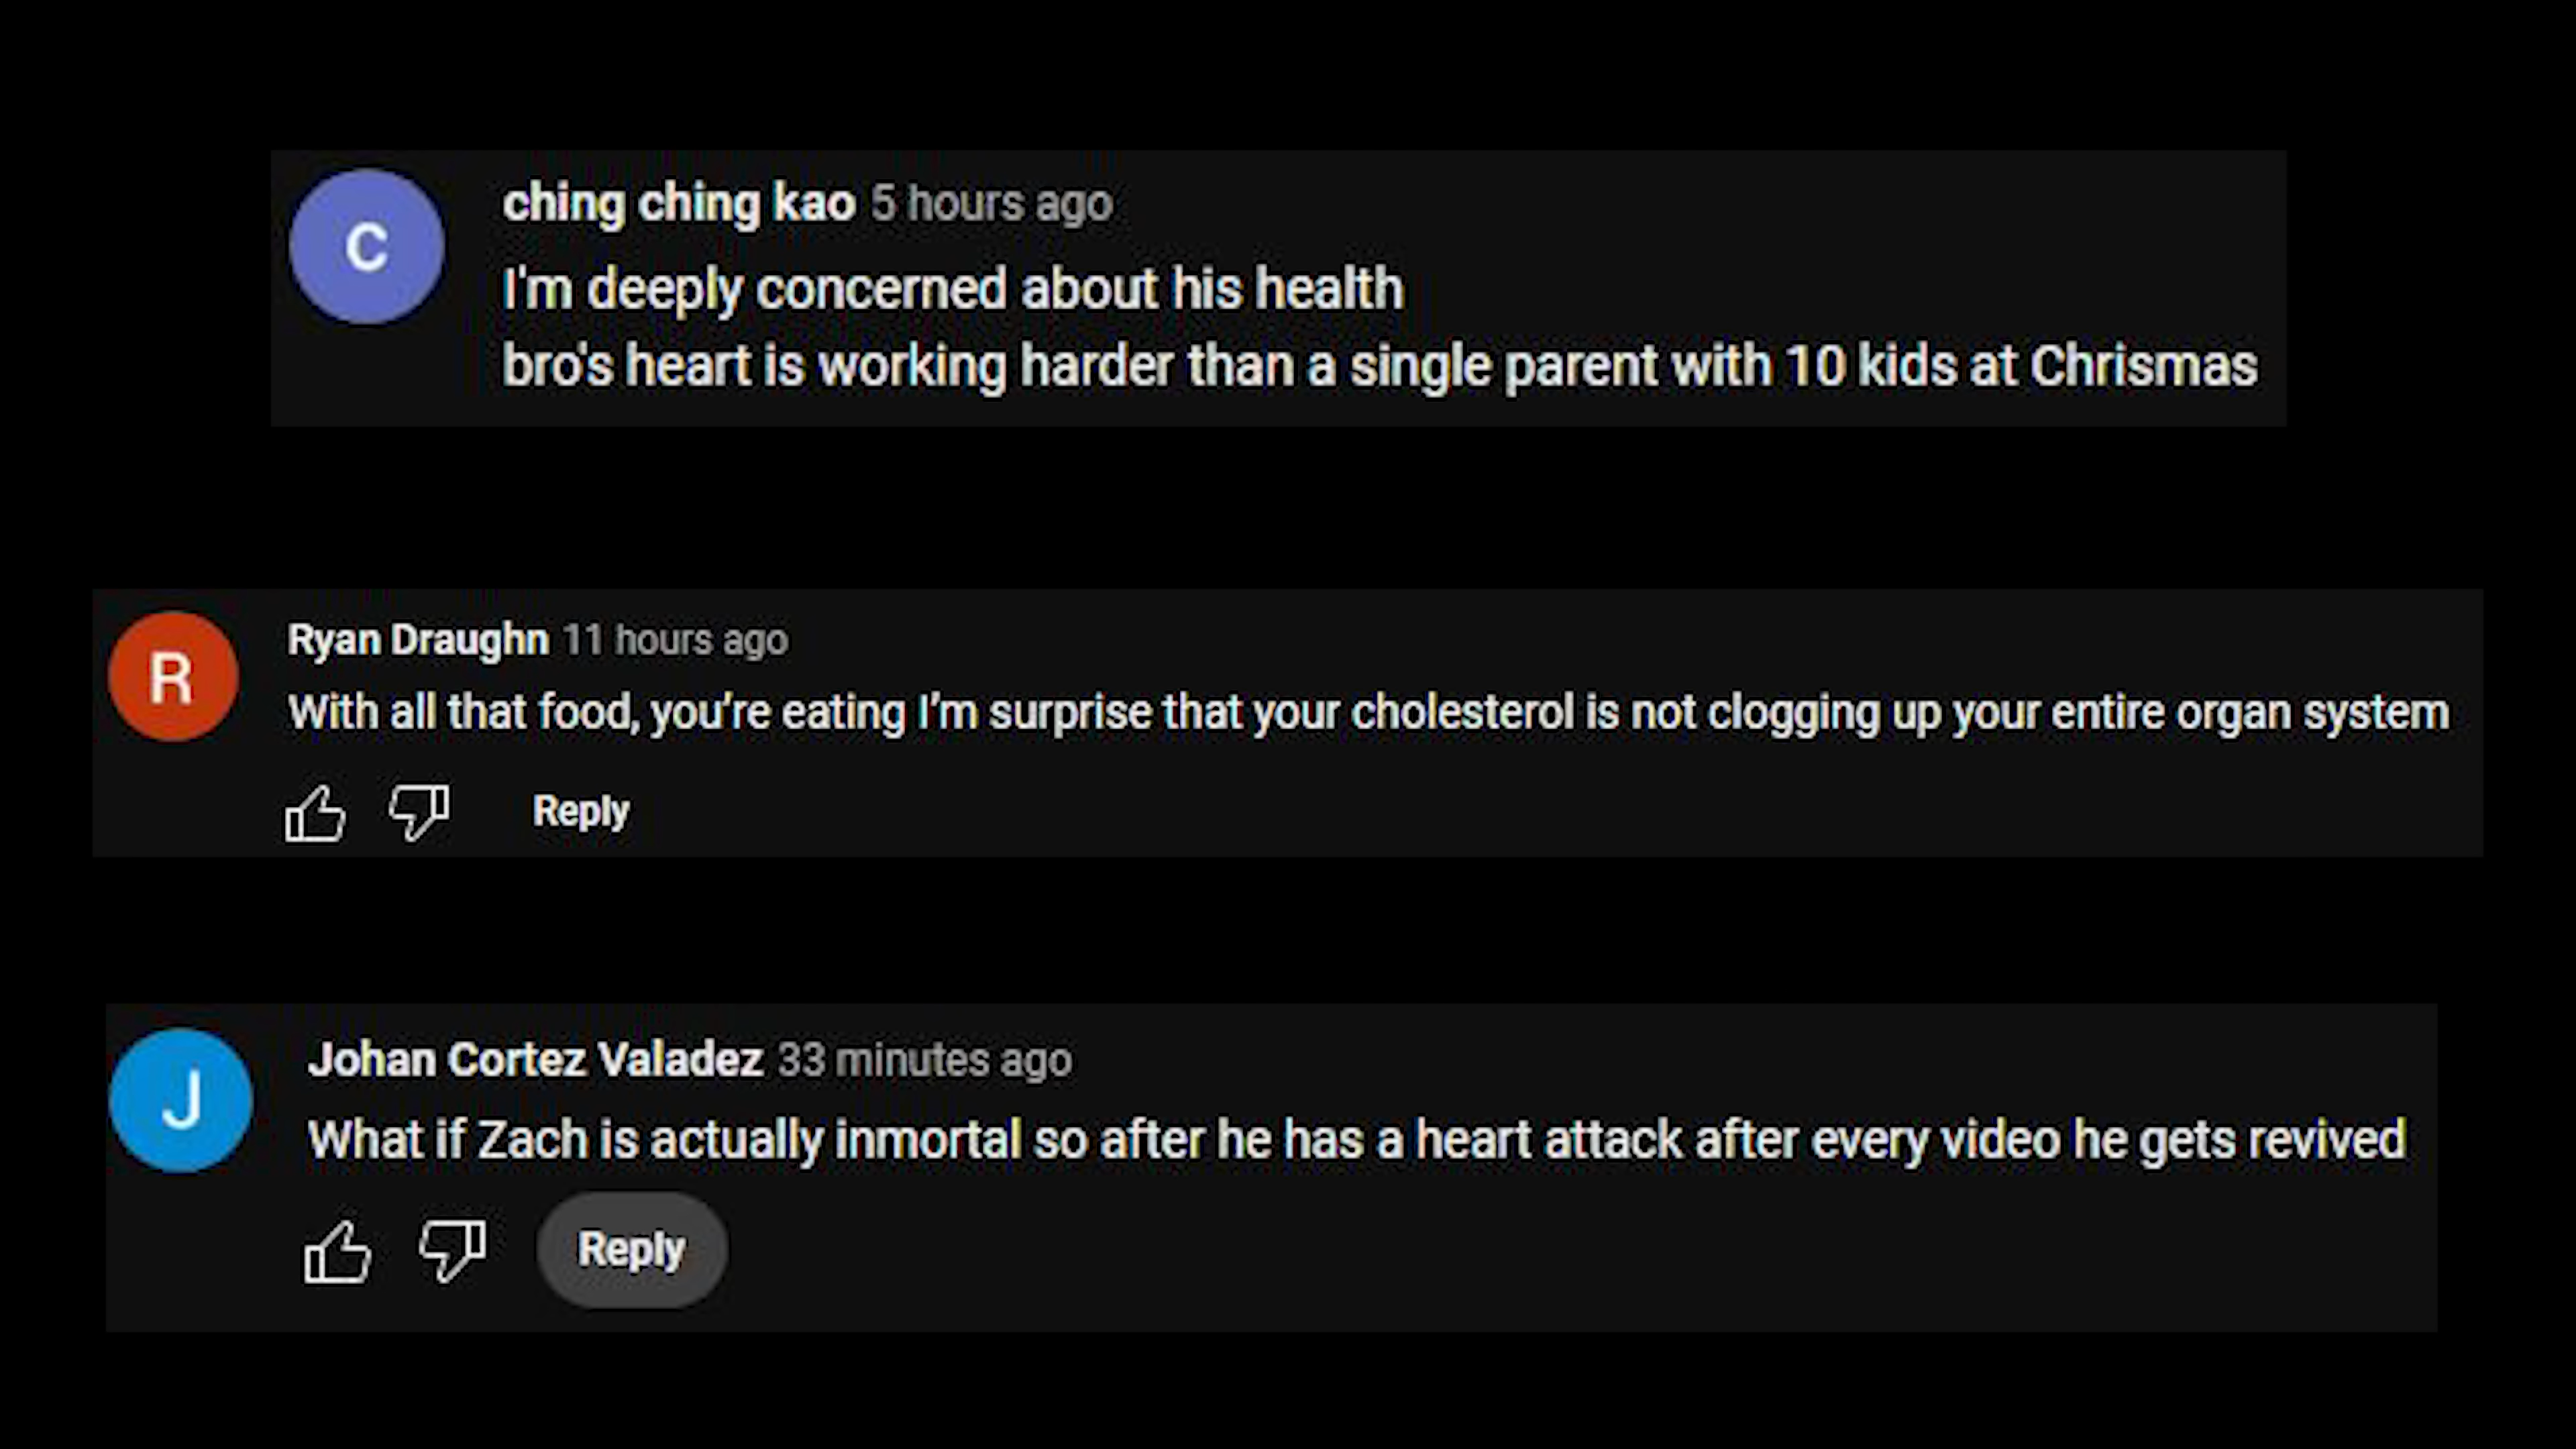 C
ching ching kao 5 hours ago
I'm deeply concerned about his health
bro's heart is working harder than a single parent with 10 kids at Chrismas
R
Ryan Draughn 11 hours ago
With all that food, you’re eating I’m surprise that your cholesterol is not clogging up your entire organ system
Reply
J
Johan Cortez Valadez 33 minutes ago
What if Zach is actually inmortal so after he has a heart attack after every video he gets revived
Reply